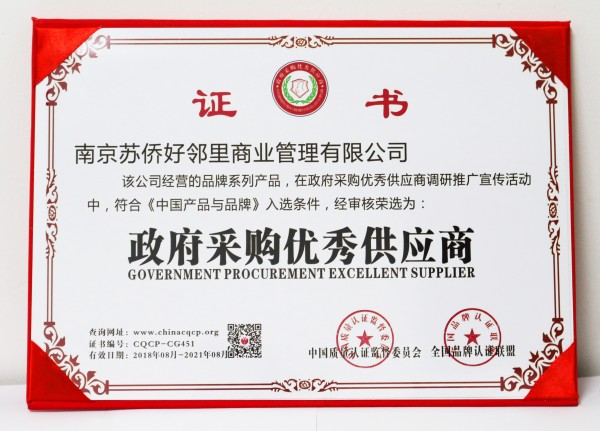 证 书
南京苏侨好邻里商业管理有限公司
该公司经营的品牌系列产品，在政府采购优秀供应商调研推广宣传活动
中，符合《中国产品与品牌》入选条件，经审核荣选为：
政府采购优秀供应商
GOVERNMENT PROCUREMENT EXCELLENT SUPPLIER
查询网址：www.chinacqcp.org
证书编号：CQCP-CG451
有效日期：2018年08月-2021年08月
中国质量认证监督委员会 全国品牌认证联盟